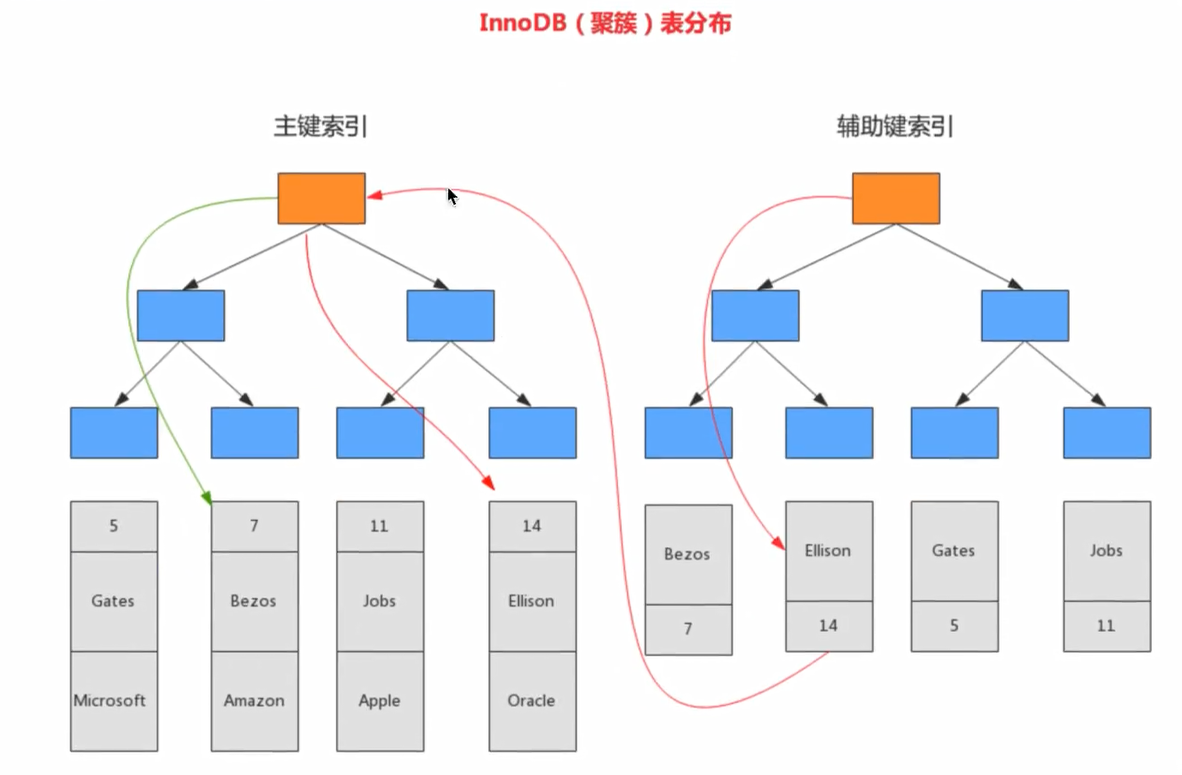 InnoDB（聚簇）表分布
主键索引
辅助键索引
5
7
11
14
Gates
Bezos
Jobs
Ellison
Microsoft
Amazon
Apple
Oracle
Bezos
Ellison
Gates
Jobs
7
14
5
11